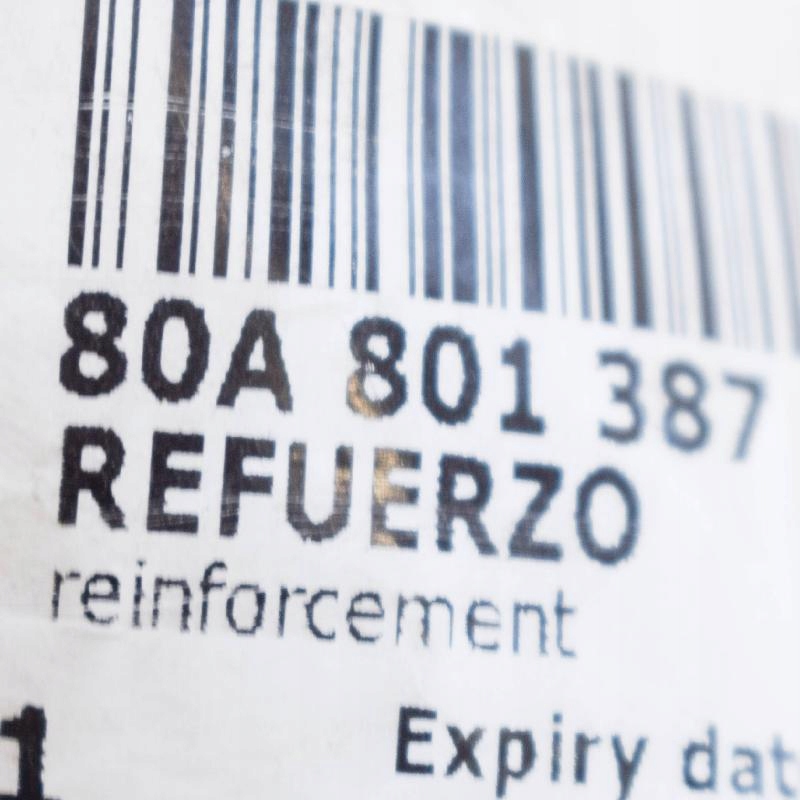 80A 801 387
REFUERZO
reinforcement
1
Expiry dat